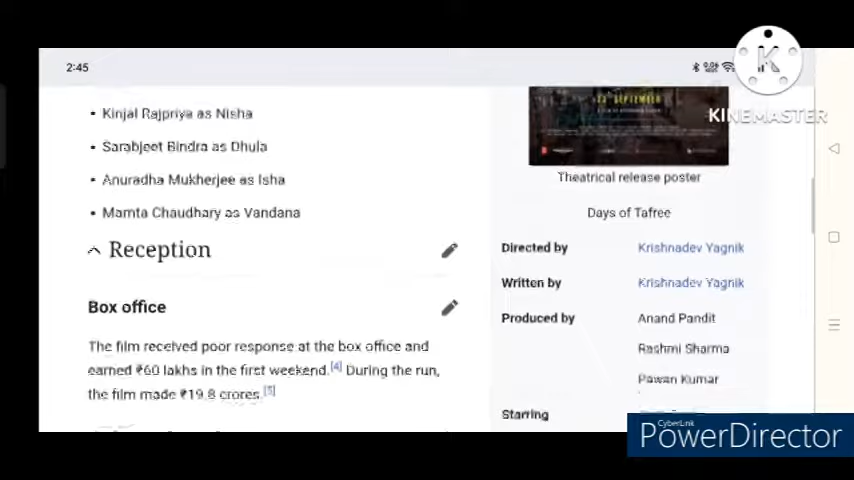 2:45
K
KINEMASTER
• Kinjal Rajpriya as Nisha
• Sarabjeet Bindra as Dhula
• Anuradha Mukherjee as Isha
• Mamta Chaudhary as Vandana
Reception
Box office
The film received poor response at the box office and
earned ₹60 lakhs in the first weekend.[4] During the run,
the film made ₹19.8 crores.[5]
23rd SEPTEMBER
Theatrical release poster
Days of Tafree
Directed by Krishnadev Yagnik
Written by Krishnadev Yagnik
Produced by Anand Pandit
Rashmi Sharma
Pawan Kumar
Starring
CyberLink
PowerDirector